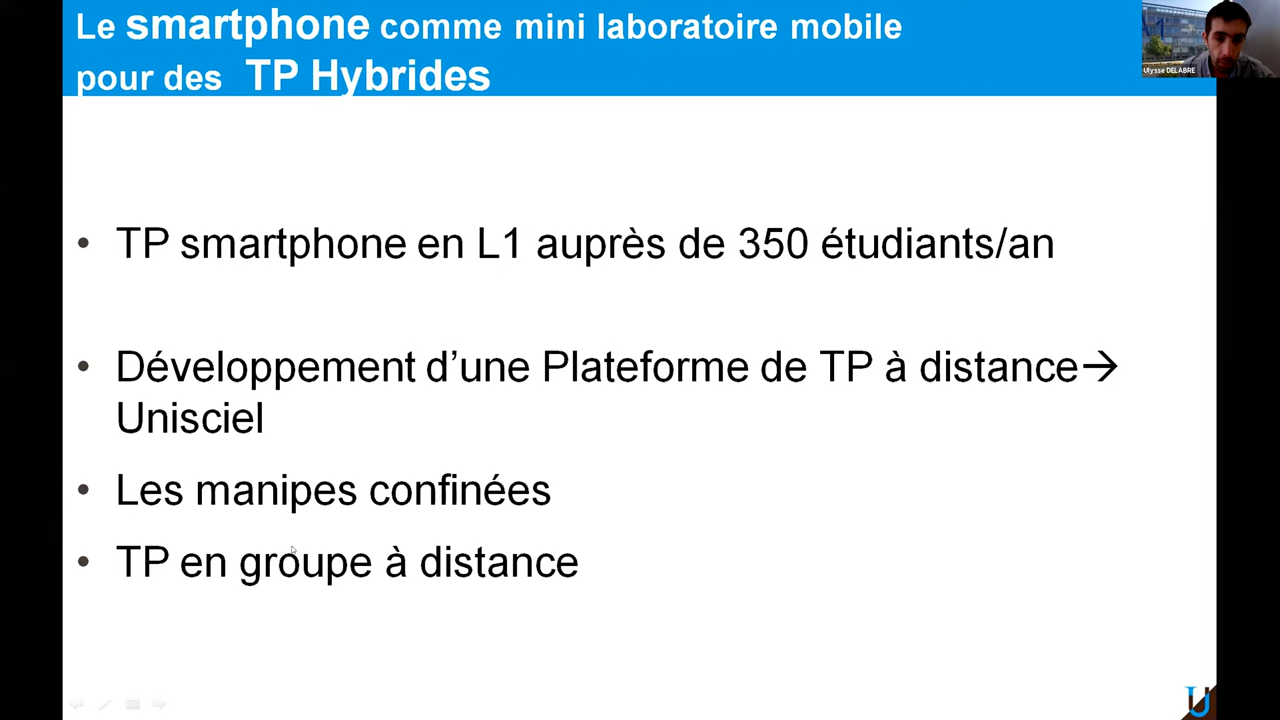 Le smartphone comme mini laboratoire mobile
pour des TP Hybrides
Ulysse DELABRE
• TP smartphone en L1 auprès de 350 étudiants/an
• Développement d’une Plateforme de TP à distance→
Unisciel
• Les manipes confinées
• TP en groupe à distance
U